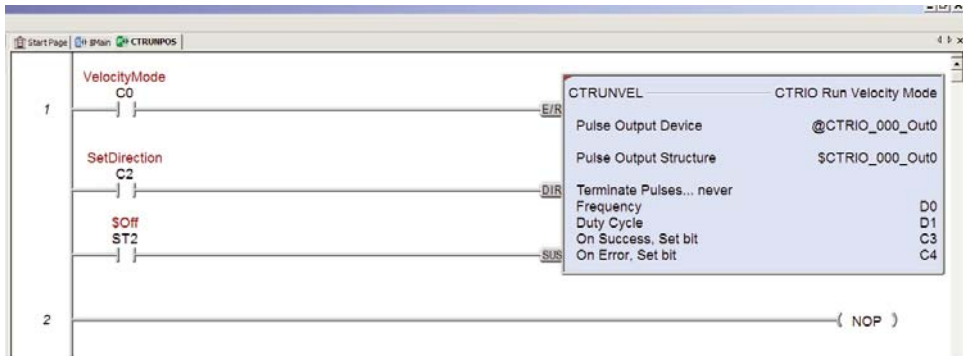 Start Page $Main CTRUNPOS
VelocityMode
C0
1
E/R
CTRUNVEL CTRIO Run Velocity Mode
Pulse Output Device @CTRIO_000_Out0
SetDirection
C2
DIR
Pulse Output Structure $CTRIO_000_Out0
Terminate Pulses... never
Frequency D0
Duty Cycle D1
On Success, Set bit C3
On Error, Set bit C4
$Off
ST2
SUS
2
NOP